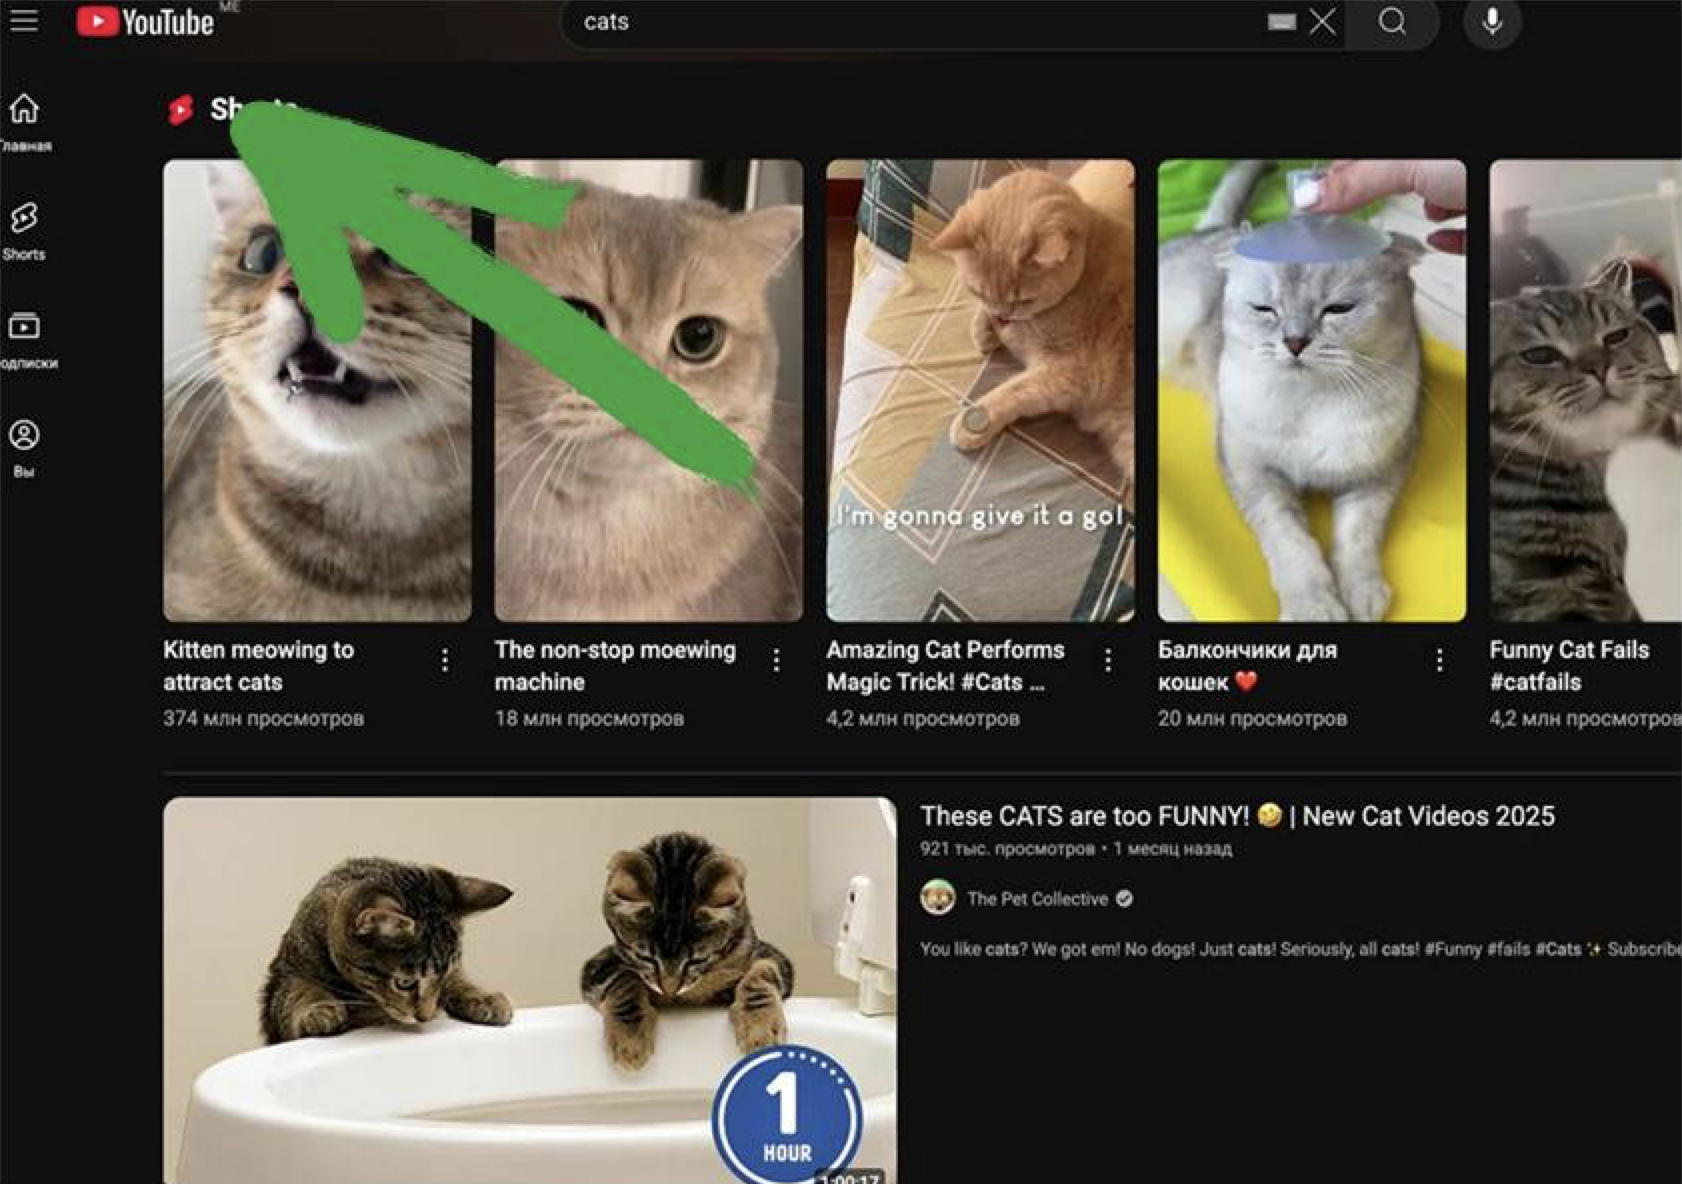 YouTube ME
cats
Главная
Shorts
одписки
Вы
I'm gonna give it a go!
Kitten meowing to
attract cats
374 млн просмотров
The non-stop moewing
machine
18 млн просмотров
Amazing Cat Performs
Magic Trick! #Cats ...
4,2 млн просмотров
Балкончики для
кошек ❤️
20 млн просмотров
Funny Cat Fails
#catfails
4,2 млн просмотров
These CATS are too FUNNY! 🤣 | New Cat Videos 2025
921 тыс. просмотров • 1 месяц назад
The Pet Collective
You like cats? We got em! No dogs! Just cats! Seriously, all cats! #Funny #fails #Cats ✨ Subscribe
1
HOUR
1:00:17